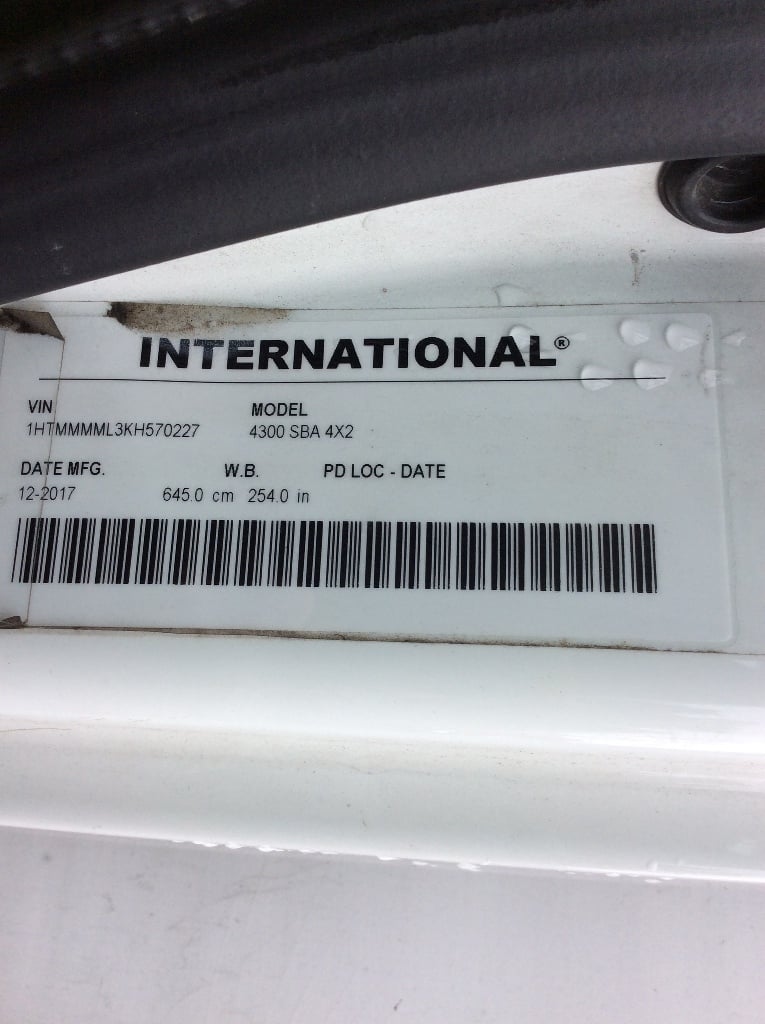 INTERNATIONAL®
VIN MODEL
1HTMMMML3KH570227 4300 SBA 4X2
DATE MFG. W.B. PD LOC - DATE
12-2017 645.0 cm 254.0 in